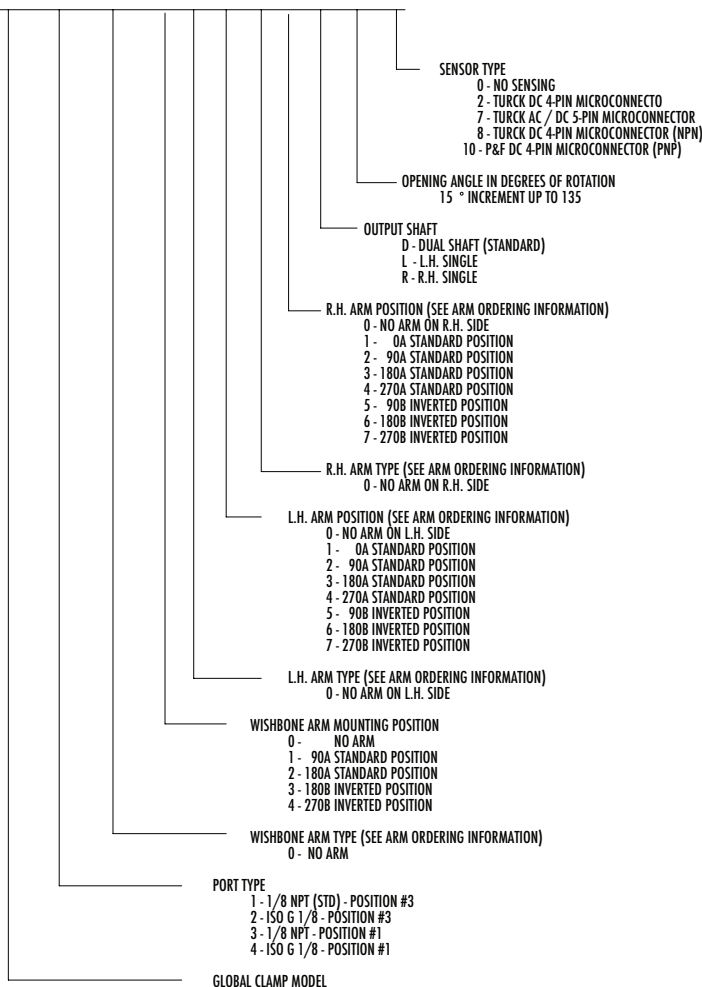 SENSOR TYPE
0 - NO SENSING
2 - TURCK DC 4-PIN MICROCONNECTO
7 - TURCK AC / DC 5-PIN MICROCONNECTOR
8 - TURCK DC 4-PIN MICROCONNECTOR (NPN)
10 - P&F DC 4-PIN MICROCONNECTOR (PNP)
OPENING ANGLE IN DEGREES OF ROTATION
15 ° INCREMENT UP TO 135
OUTPUT SHAFT
D - DUAL SHAFT (STANDARD)
L - L.H. SINGLE
R - R.H. SINGLE
R.H. ARM POSITION (SEE ARM ORDERING INFORMATION)
0 - NO ARM ON R.H. SIDE
1 - 0A STANDARD POSITION
2 - 90A STANDARD POSITION
3 - 180A STANDARD POSITION
4 - 270A STANDARD POSITION
5 - 90B INVERTED POSITION
6 - 180B INVERTED POSITION
7 - 270B INVERTED POSITION
R.H. ARM TYPE (SEE ARM ORDERING INFORMATION)
0 - NO ARM ON R.H. SIDE
L.H. ARM POSITION (SEE ARM ORDERING INFORMATION)
0 - NO ARM ON L.H. SIDE
1 - 0A STANDARD POSITION
2 - 90A STANDARD POSITION
3 - 180A STANDARD POSITION
4 - 270A STANDARD POSITION
5 - 90B INVERTED POSITION
6 - 180B INVERTED POSITION
7 - 270B INVERTED POSITION
L.H. ARM TYPE (SEE ARM ORDERING INFORMATION)
0 - NO ARM ON L.H. SIDE
WISHBONE ARM MOUNTING POSITION
0 - NO ARM
1 - 90A STANDARD POSITION
2 - 180A STANDARD POSITION
3 - 180B INVERTED POSITION
4 - 270B INVERTED POSITION
WISHBONE ARM TYPE (SEE ARM ORDERING INFORMATION)
0 - NO ARM
PORT TYPE
1 - 1/8 NPT (STD) - POSITION #3
2 - ISO G 1/8 - POSITION #3
3 - 1/8 NPT - POSITION #1
4 - ISO G 1/8 - POSITION #1
GLOBAL CLAMP MODEL